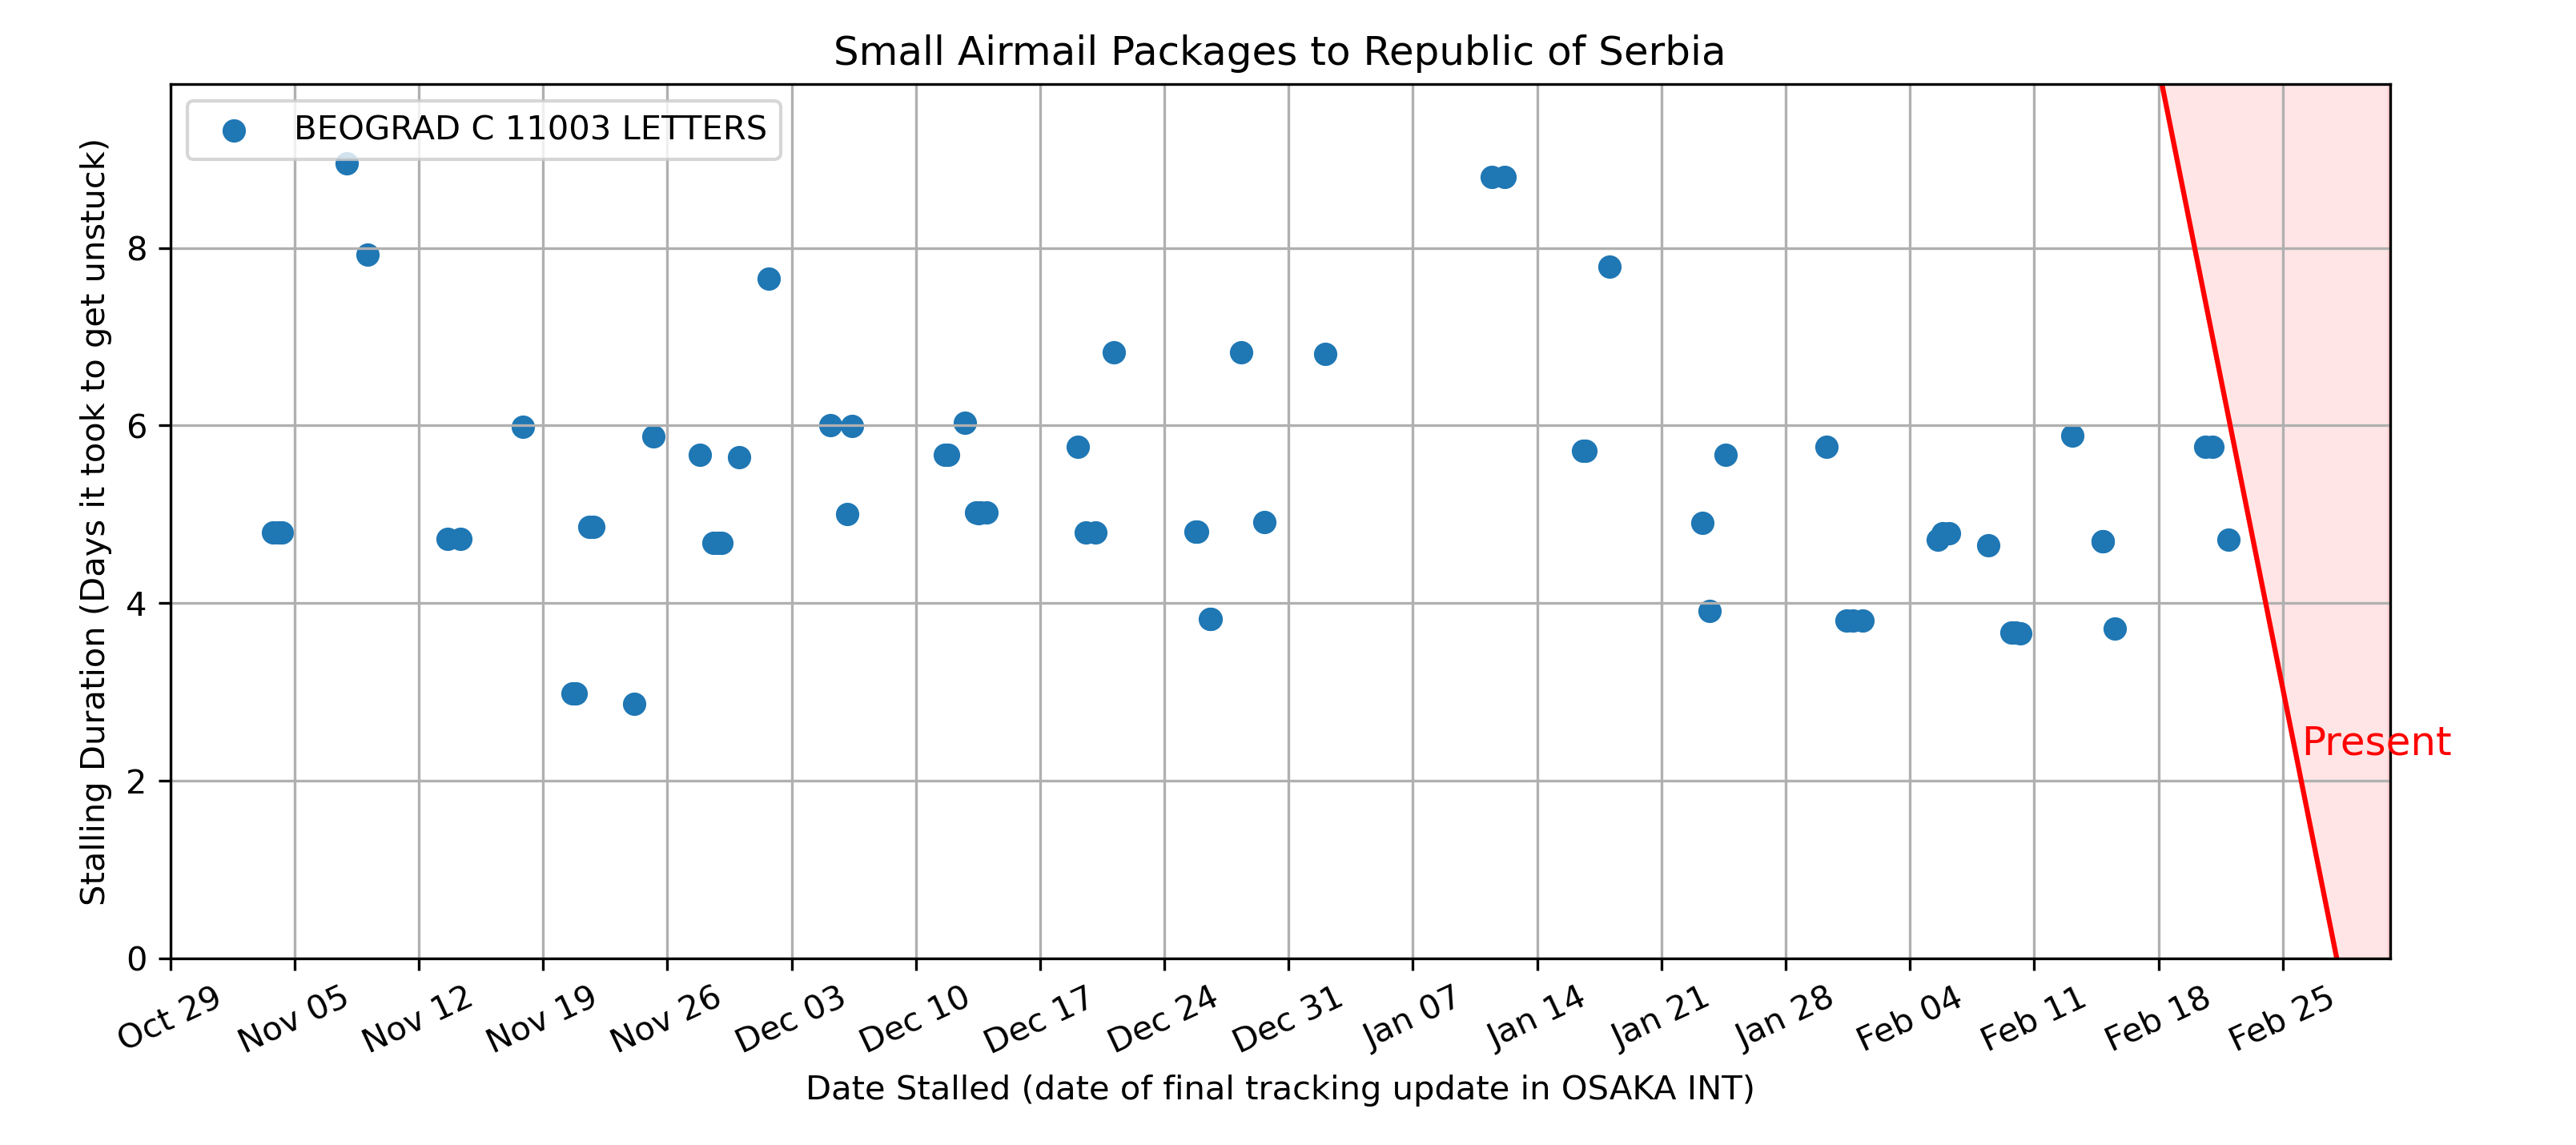 Small Airmail Packages to Republic of Serbia
BEOGRAD C 11003 LETTERS
Stalling Duration (Days it took to get unstuck)
8
6
4
2
0
Present
Oct 29
Nov 05
Nov 12
Nov 19
Nov 26
Dec 03
Dec 10
Dec 17
Dec 24
Dec 31
Jan 07
Jan 14
Jan 21
Jan 28
Feb 04
Feb 11
Feb 18
Feb 25
Date Stalled (date of final tracking update in OSAKA INT)